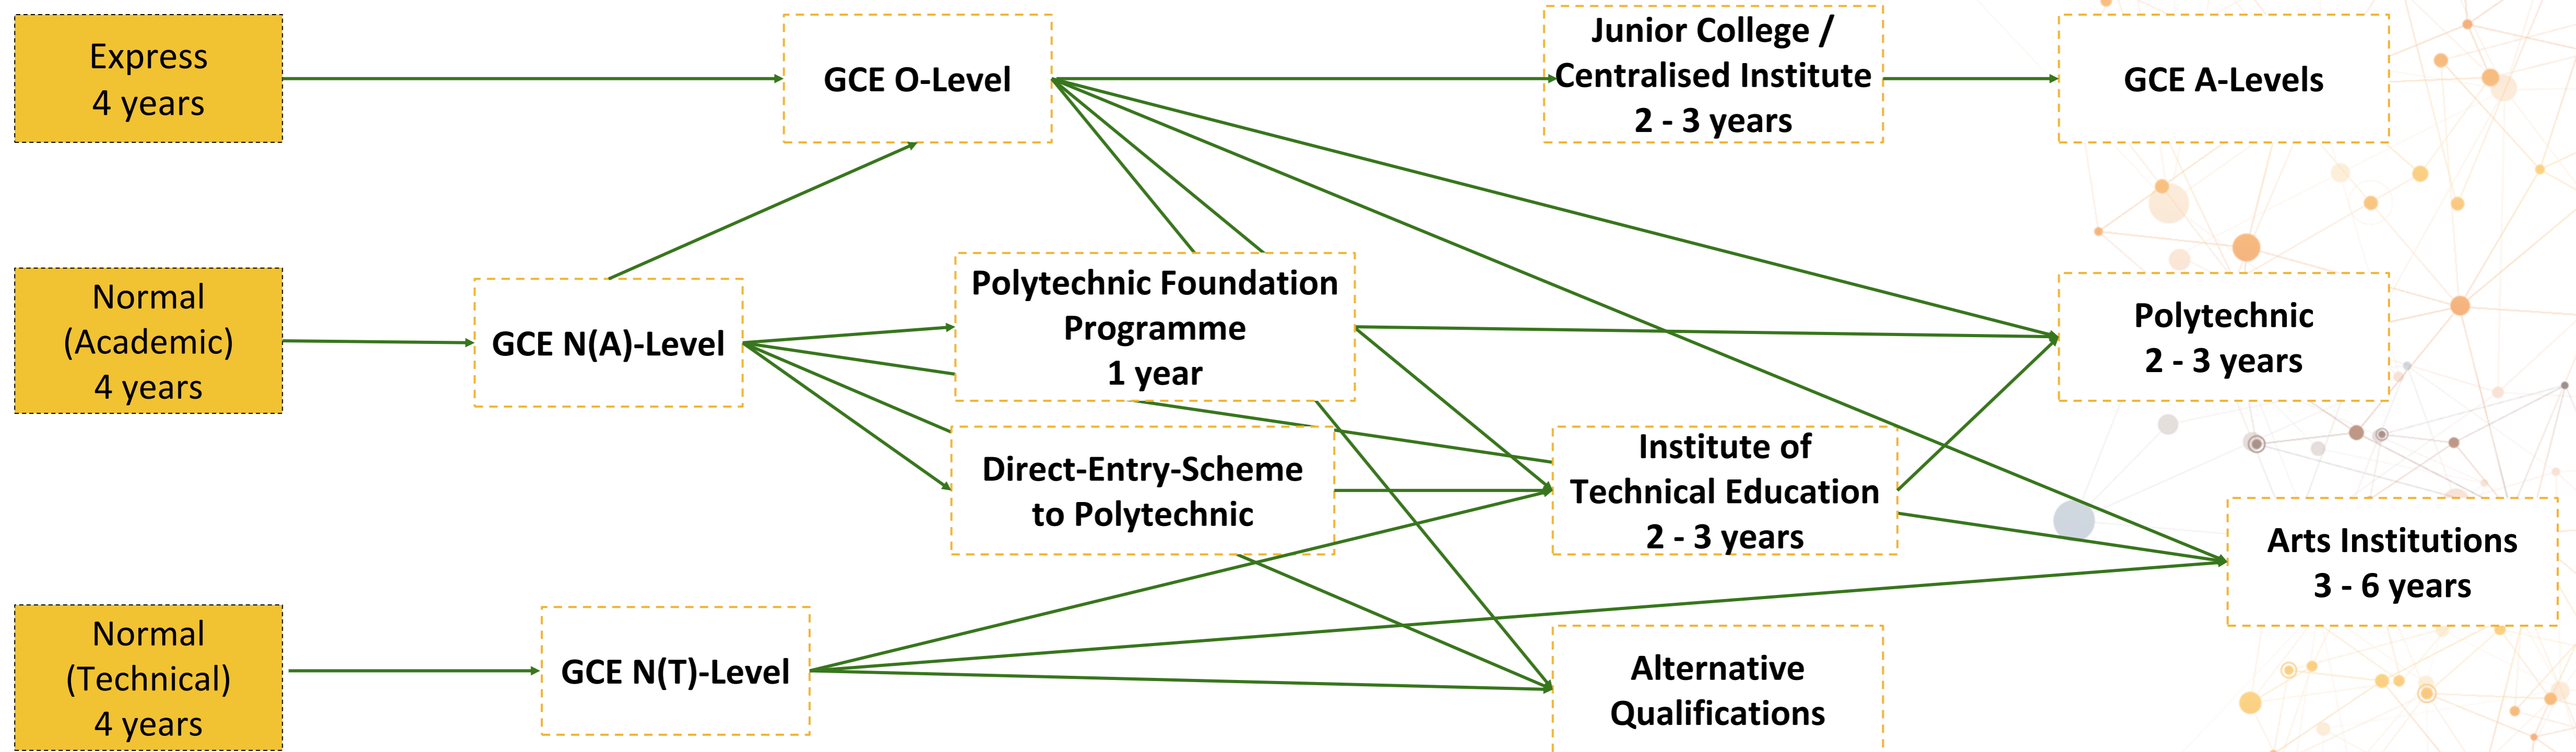 Express
4 years
GCE O-Level
Junior College /
Centralised Institute
2 - 3 years
GCE A-Levels
Normal
(Academic)
4 years
GCE N(A)-Level
Polytechnic Foundation
Programme
1 year
Polytechnic
2 - 3 years
Direct-Entry-Scheme
to Polytechnic
Institute of
Technical Education
2 - 3 years
Arts Institutions
3 - 6 years
Normal
(Technical)
4 years
GCE N(T)-Level
Alternative
Qualifications